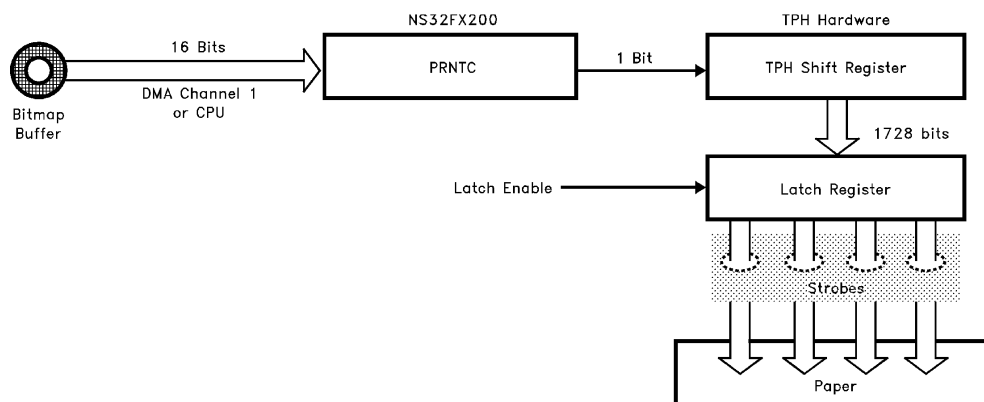 NS32FX200
TPH Hardware
16 Bits
PRNTC
1 Bit
TPH Shift Register
DMA Channel 1
or CPU
Bitmap
Buffer
1728 bits
Latch Enable
Latch Register
Strobes
Paper